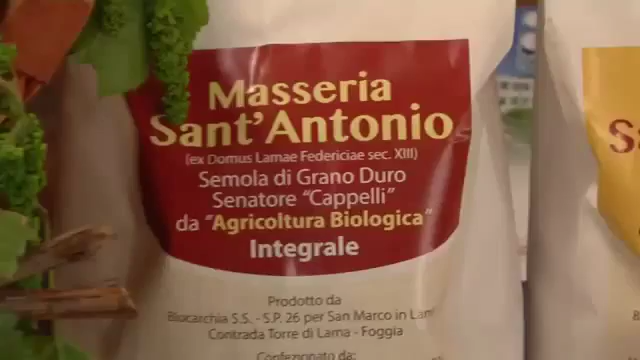 Masseria
Sant'Antonio
(ex Domus Lamae Federiciae sec. XIII)
Semola di Grano Duro
Senatore "Cappelli"
da "Agricoltura Biologica"
Integrale
Prodotto da
Biocarchia S.S. - S.P. 26 per San Marco in Lam
Contrada Torre di Lama - Foggia
Confezionato da:
S